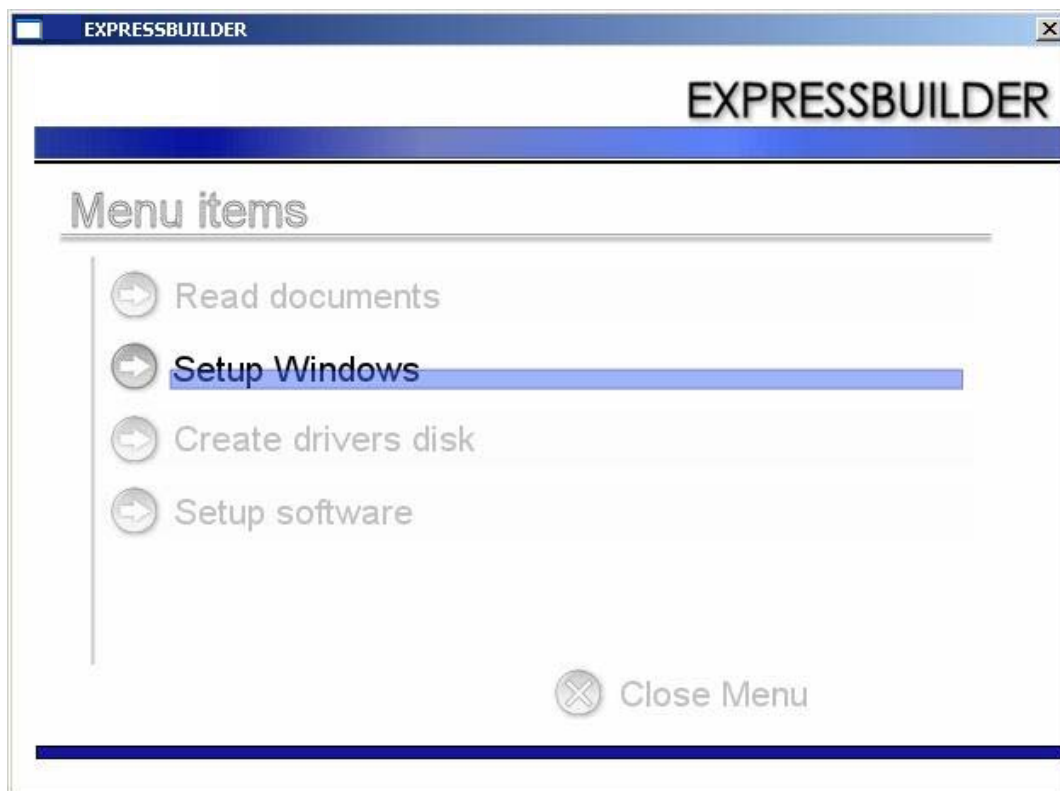 EXPRESSBUILDER
EXPRESSBUILDER
Menu items
Read documents
Setup Windows
Create drivers disk
Setup software
Close Menu